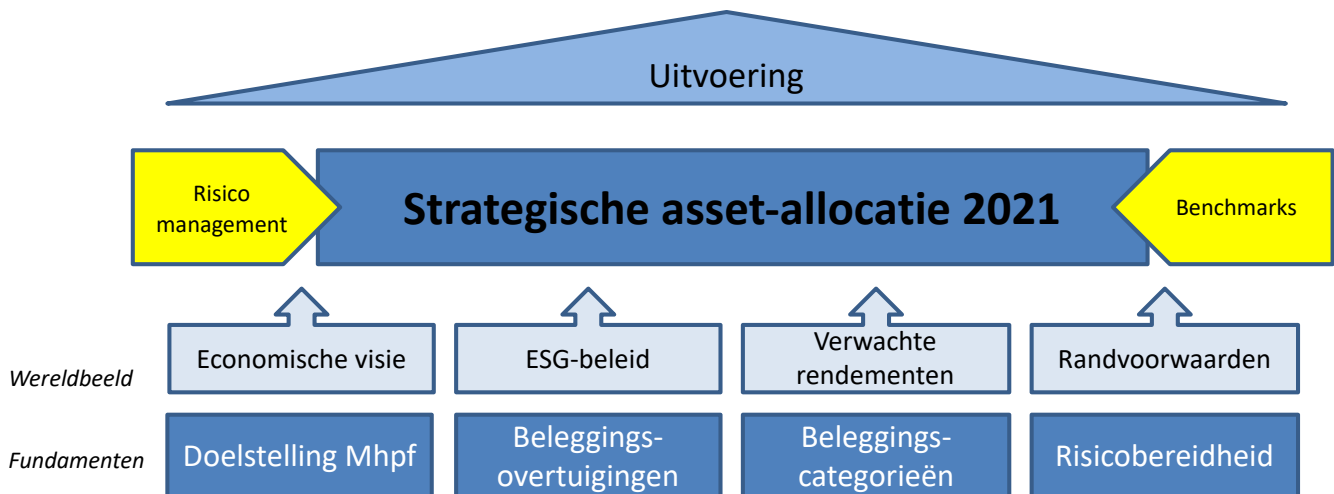 Uitvoering
Risico
management
Strategische asset-allocatie 2021
Benchmarks
Wereldbeeld
Economische visie
ESG-beleid
Verwachte
rendementen
Randvoorwaarden
Fundamenten
Doelstelling Mhpf
Beleggings-
overtuigingen
Beleggings-
categorieën
Risicobereidheid